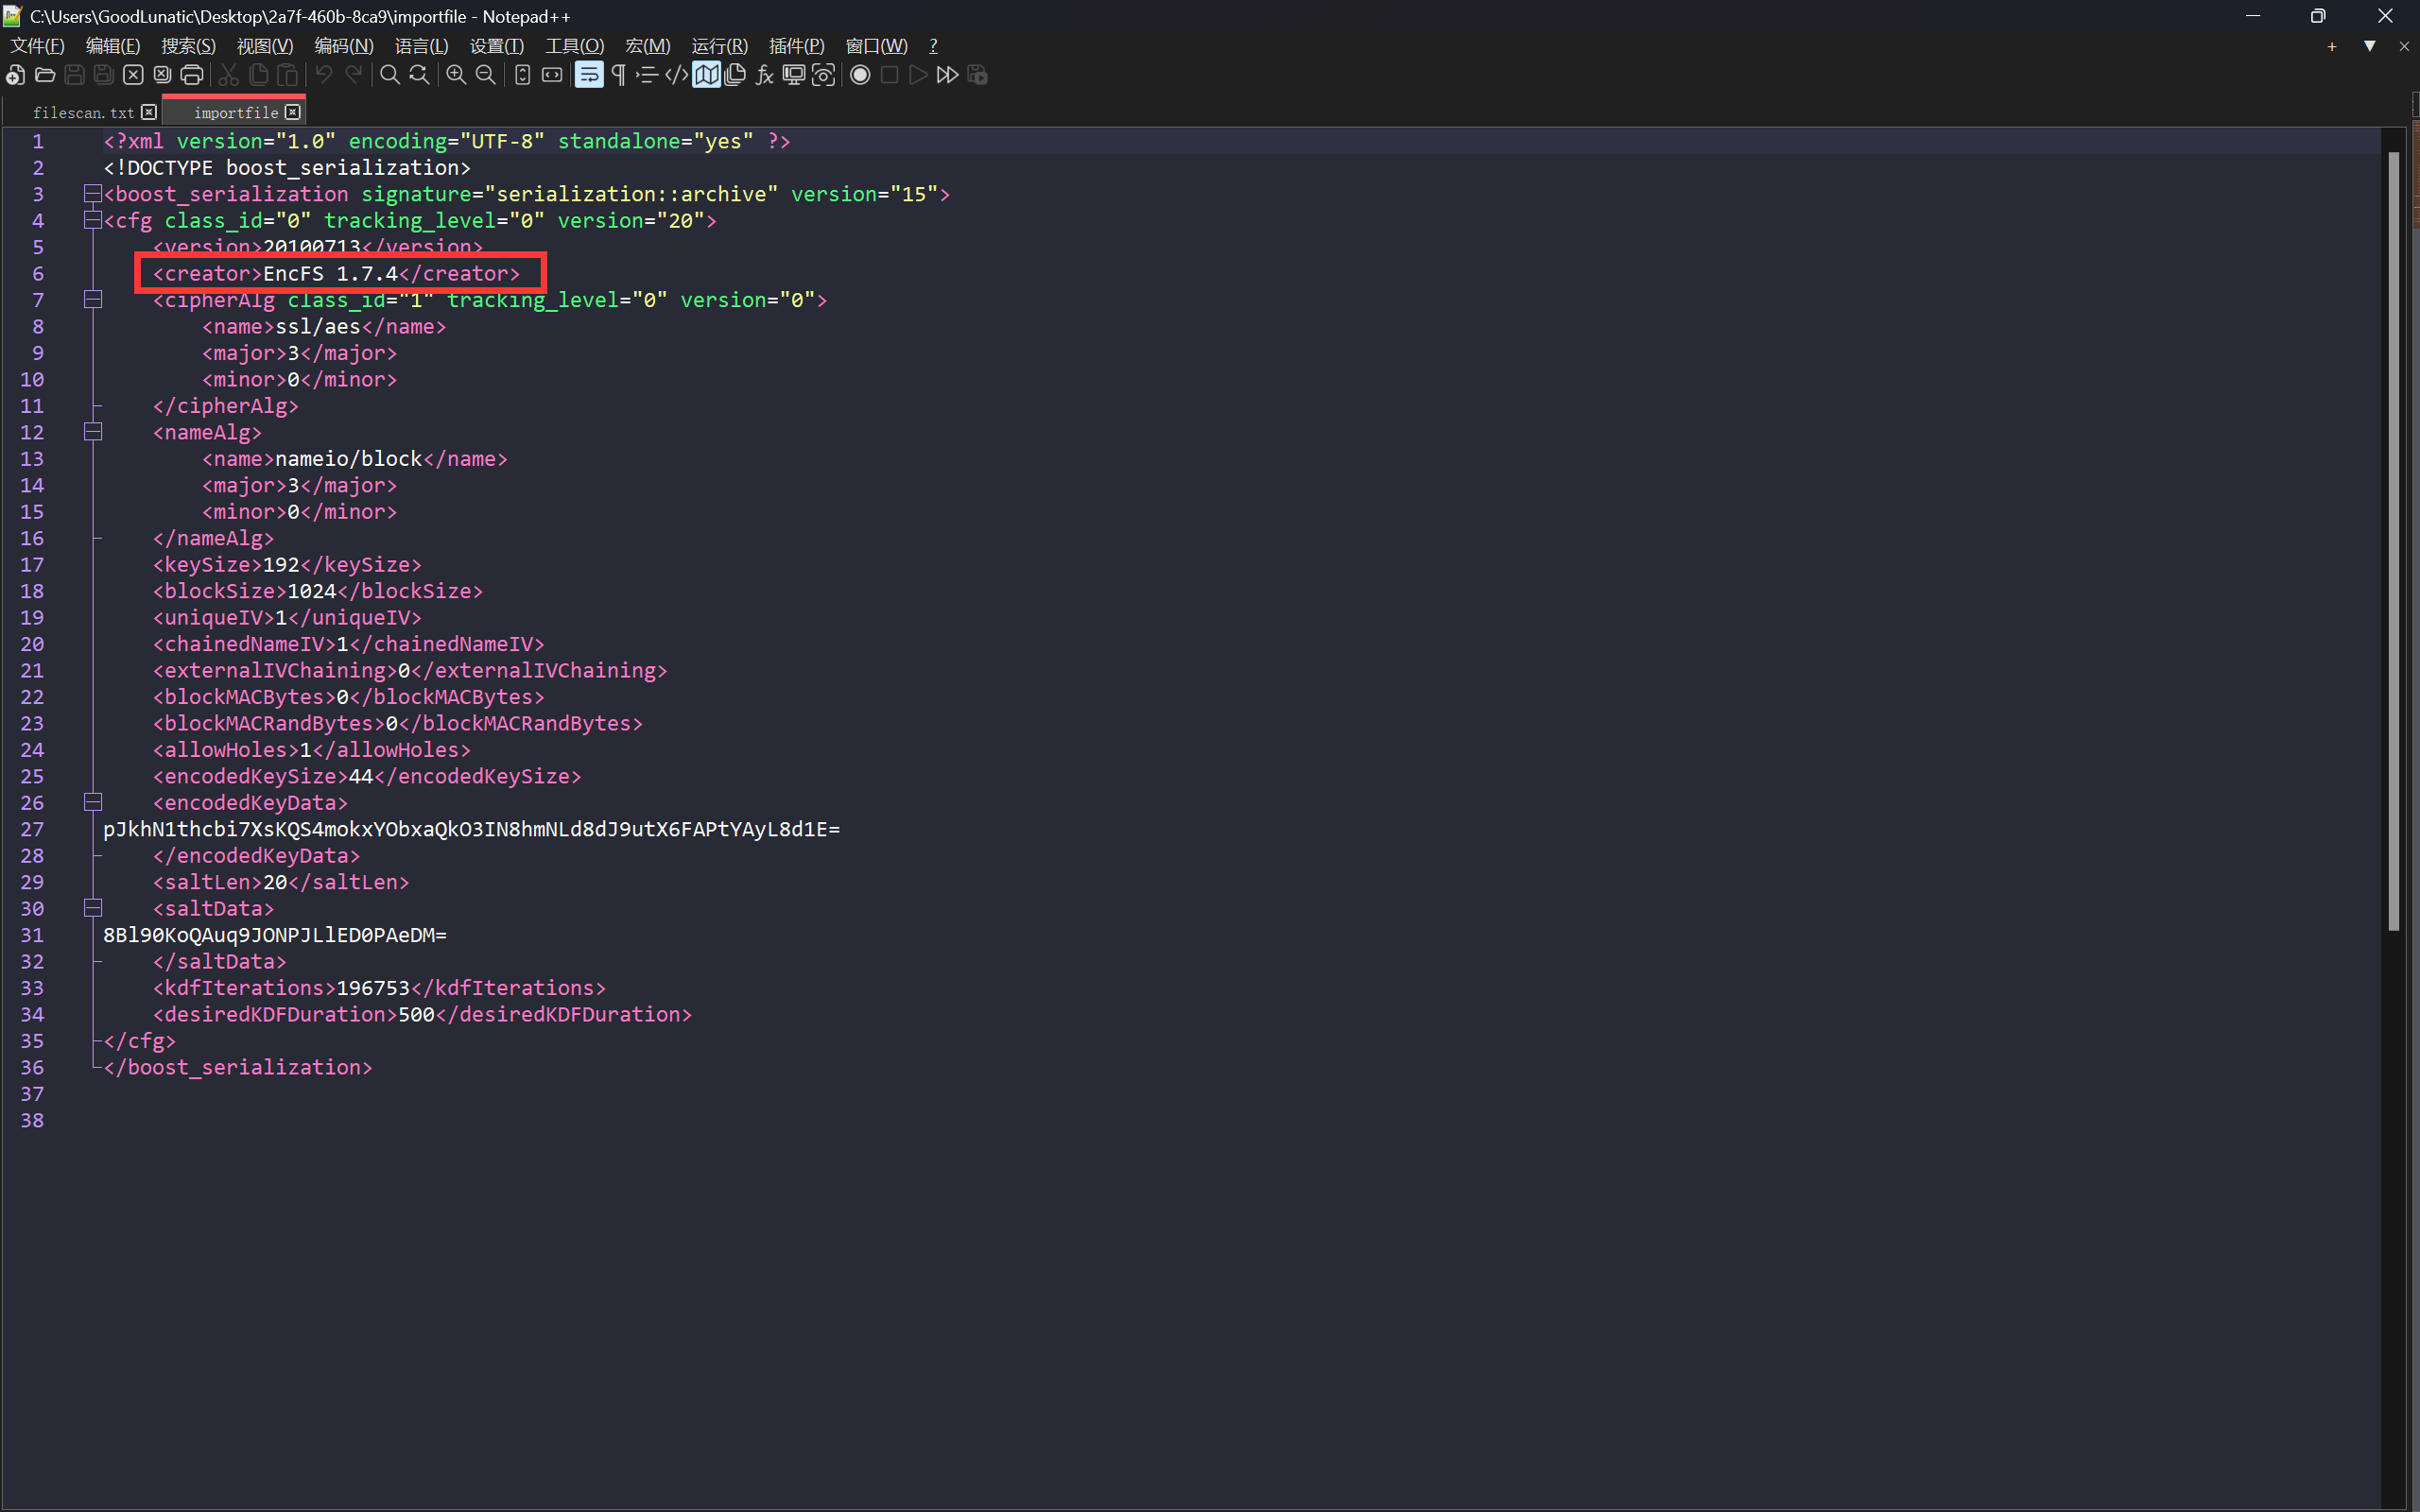 C:\Users\GoodLunatic\Desktop\2a7f-460b-8ca9\importfile - Notepad++
文件(F) 编辑(E) 搜索(S) 视图(V) 编码(N) 语言(L) 设置(T) 工具(O) 宏(M) 运行(R) 插件(P) 窗口(W) ?
filescan.txt importfile
1 <?xml version="1.0" encoding="UTF-8" standalone="yes" ?>
2 <!DOCTYPE boost_serialization>
3 <boost_serialization signature="serialization::archive" version="15">
4 <cfg class_id="0" tracking_level="0" version="20">
5 <version>20100713</version>
6 <creator>EncFS 1.7.4</creator>
7 <cipherAlg class_id="1" tracking_level="0" version="0">
8 <name>ssl/aes</name>
9 <major>3</major>
10 <minor>0</minor>
11 </cipherAlg>
12 <nameAlg>
13 <name>nameio/block</name>
14 <major>3</major>
15 <minor>0</minor>
16 </nameAlg>
17 <keySize>192</keySize>
18 <blockSize>1024</blockSize>
19 <uniqueIV>1</uniqueIV>
20 <chainedNameIV>1</chainedNameIV>
21 <externalIVChaining>0</externalIVChaining>
22 <blockMACBytes>0</blockMACBytes>
23 <blockMACRandBytes>0</blockMACRandBytes>
24 <allowHoles>1</allowHoles>
25 <encodedKeySize>44</encodedKeySize>
26 <encodedKeyData>
27 pJkhN1thcbi7XsKQS4mokxYObxaQkO3IN8hmNLd8dJ9utX6FAPtYAyL8d1E=
28 </encodedKeyData>
29 <saltLen>20</saltLen>
30 <saltData>
31 8Bl90KoQAuq9JONPJLlED0PAeDM=
32 </saltData>
33 <kdfIterations>196753</kdfIterations>
34 <desiredKDFDuration>500</desiredKDFDuration>
35 </cfg>
36 </boost_serialization>
37
38